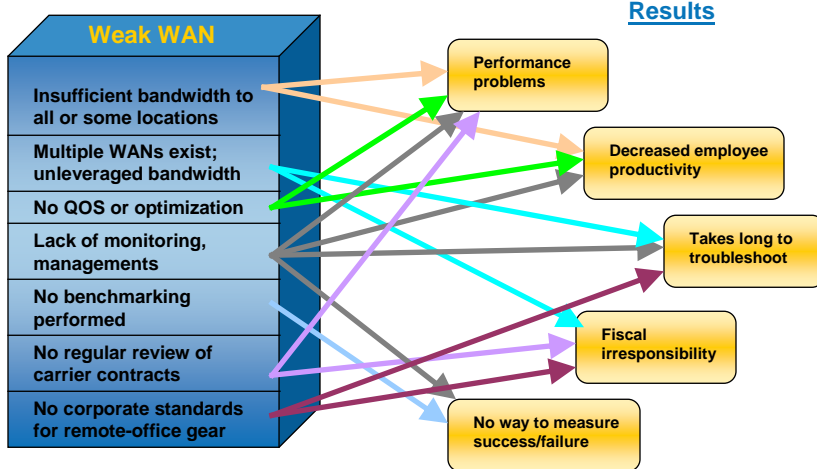 Results
Weak WAN
Insufficient bandwidth to
all or some locations
Multiple WANs exist;
unleveraged bandwidth
No QOS or optimization
Lack of monitoring,
managements
No benchmarking
performed
No regular review of
carrier contracts
No corporate standards
for remote-office gear
Performance
problems
Decreased employee
productivity
Takes long to
troubleshoot
Fiscal
irresponsibility
No way to measure
success/failure